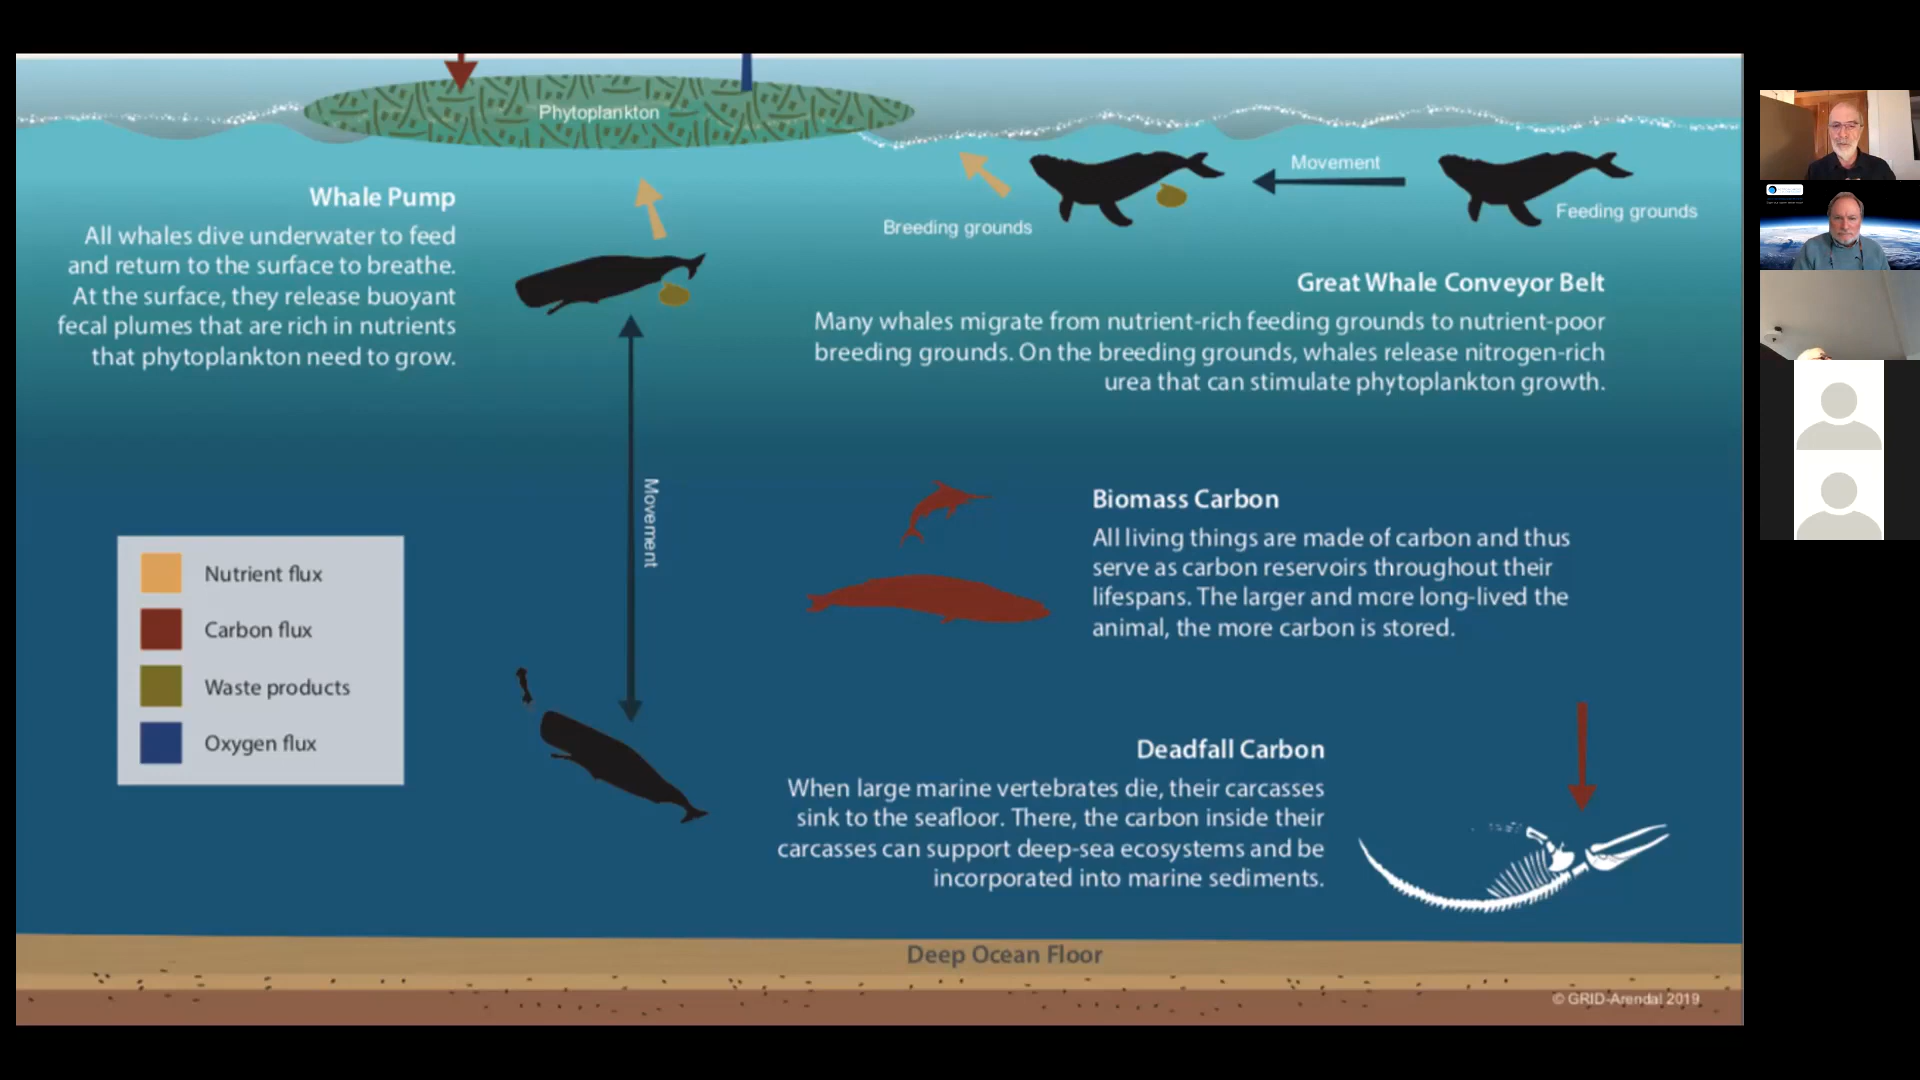 Phytoplankton
Whale Pump
All whales dive underwater to feed
and return to the surface to breathe.
At the surface, they release buoyant
fecal plumes that are rich in nutrients
that phytoplankton need to grow.
Movement
Breeding grounds
Feeding grounds
Great Whale Conveyor Belt
Many whales migrate from nutrient-rich feeding grounds to nutrient-poor
breeding grounds. On the breeding grounds, whales release nitrogen-rich
urea that can stimulate phytoplankton growth.
Movement
Biomass Carbon
All living things are made of carbon and thus
serve as carbon reservoirs throughout their
lifespans. The larger and more long-lived the
animal, the more carbon is stored.
Nutrient flux
Carbon flux
Waste products
Oxygen flux
Deadfall Carbon
When large marine vertebrates die, their carcasses
sink to the seafloor. There, the carbon inside their
carcasses can support deep-sea ecosystems and be
incorporated into marine sediments.
Deep Ocean Floor
© GRID-Arendal 2019